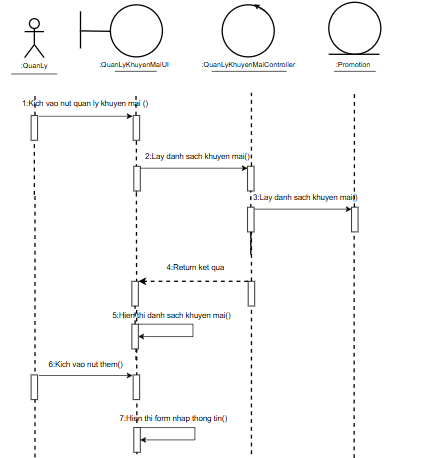 :QuanLy
:QuanLyKhuyenMaiUI
:QuanLyKhuyenMaiController
:Promotion
1:Kich vao nut quan ly khuyen mai ()
2:Lay danh sach khuyen mai()
3:Lay danh sach khuyen mai()
4:Return ket qua
5:Hien thi danh sach khuyen mai()
6:Kich vao nut them()
7:Hien thi form nhap thong tin()